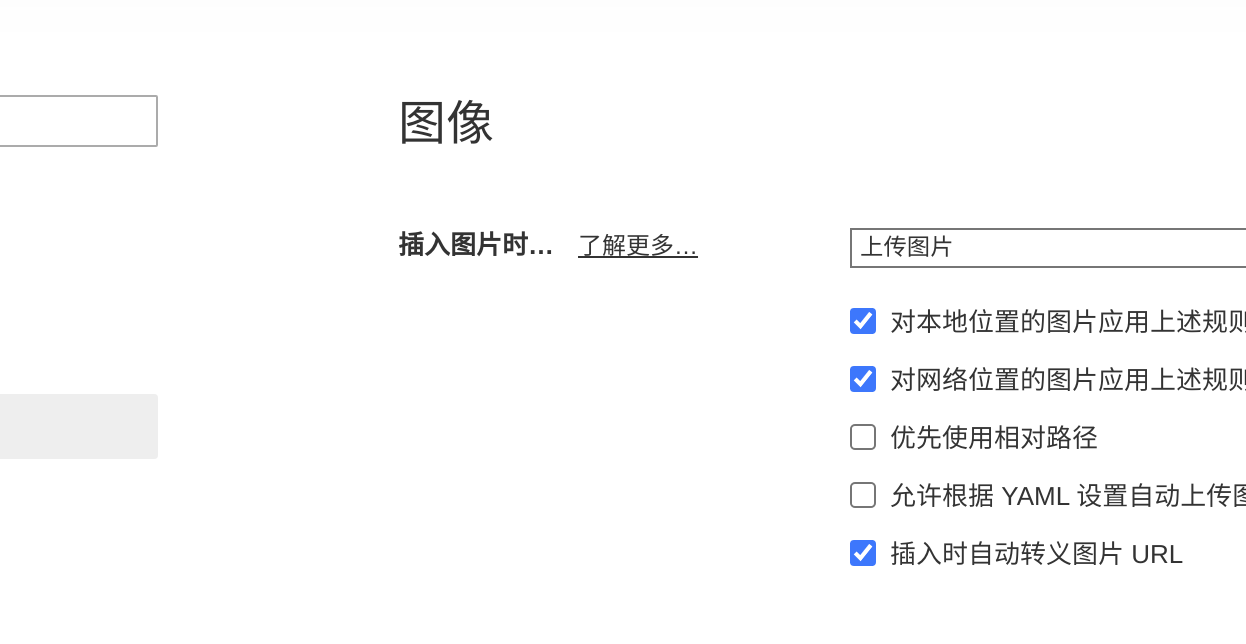 图像
插入图片时… 了解更多…
上传图片
对本地位置的图片应用上述规则
对网络位置的图片应用上述规则
优先使用相对路径
允许根据 YAML 设置自动上传图
插入时自动转义图片 URL